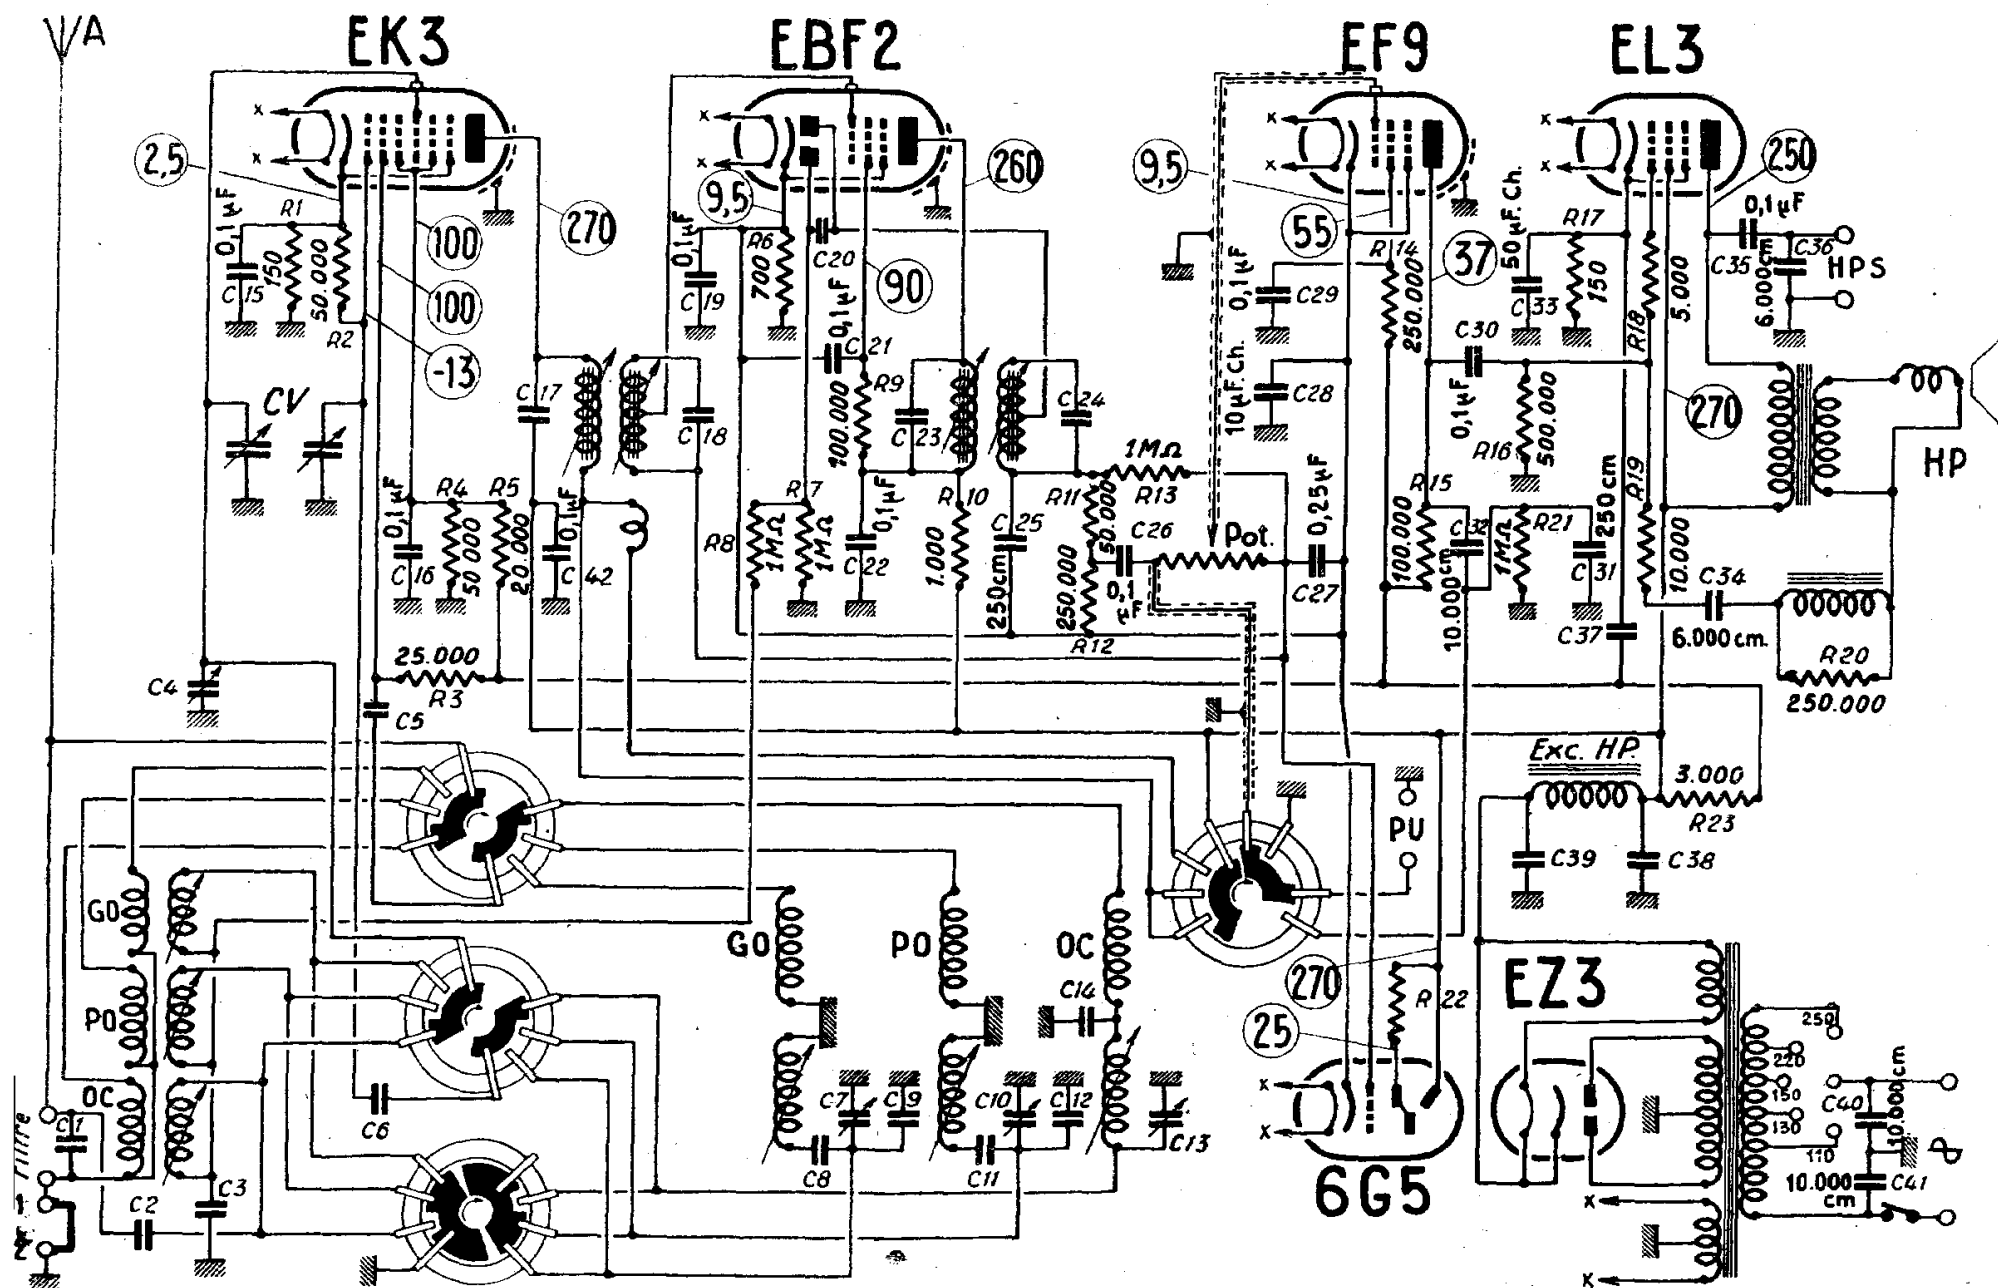 A
EK3
EBF2
EF9
EL3
x
x
x
x
x
x
x
x
2,5
9,5
260
9,5
250
0,1µF
R1
150
50.000
C15
R2
100
100
-13
270
0,1µF
R6
700
C19
C20
90
0,1µF
C21
55
R14
250.000
37
0,1µF
C29
50µF.Ch.
R17
C33
150
R18
5.000
0,1µF
C35
C36
6.000cm
HPS
CV
C17
C18
R9
100.000
C23
C24
10µF.Ch.
C28
C30
0,1µF
R16
500.000
270
HP
0,1µF
R4
R5
C16
50.000
20.000
0,1µF
C42
R8
1MΩ
R7
1MΩ
0,1µF
C22
R10
1.000
C25
250cm
R11
50.000
1MΩ
R13
C26
0,1
µF
250.000
R12
Pot.
0,25µF
C27
R15
100.000
C32
10.000cm
R21
1MΩ
250cm
C31
R19
10.000
C37
C34
6.000cm.
R20
250.000
25.000
R3
C4
C5
Exc. HP.
3.000
R23
C39
C38
PU
GO
PO
OC
GO
PO
OC
C14
270
25
R22
EZ3
6G5
x
x
x
x
Filtre
C1
C2
C3
C6
C7
C8
C9
C10
C11
C12
C13
250
220
150
130
110
C40
10.000cm
10.000
cm
C41